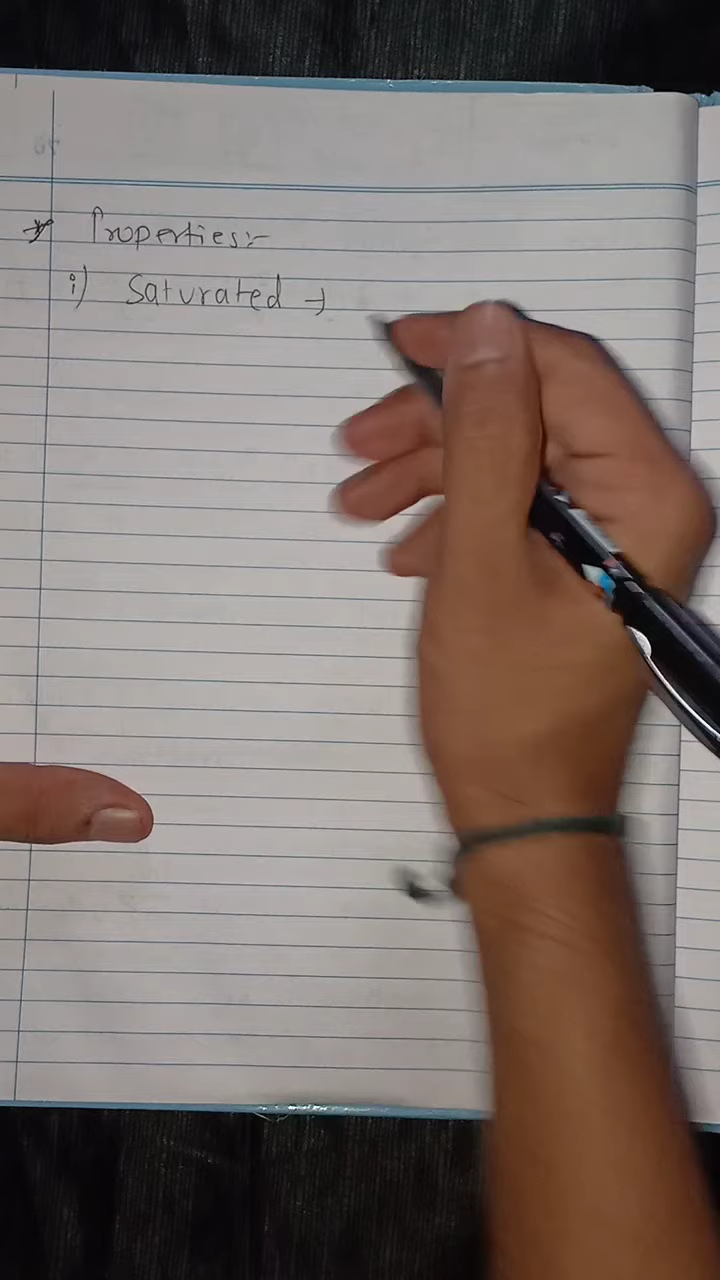 * Properties:-
i) Saturated →